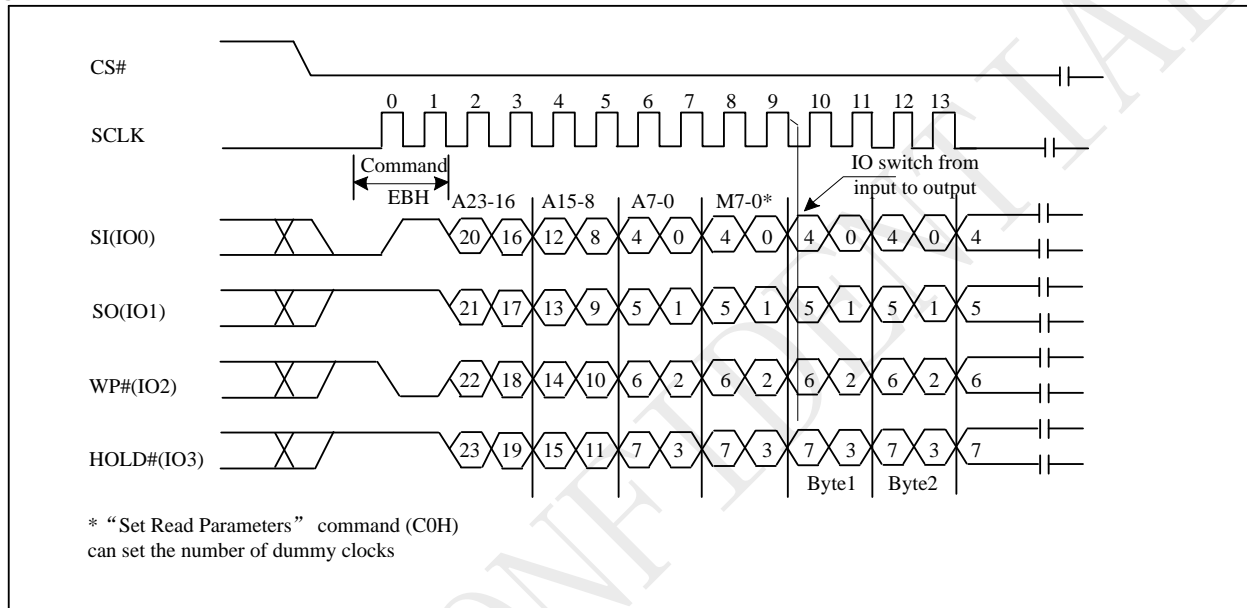 CS#
0 1 2 3 4 5 6 7 8 9 10 11 12 13
SCLK
Command
EBH
IO switch from
input to output
A23-16 A15-8 A7-0 M7-0*
SI(IO0) 20 16 12 8 4 0 4 0 4 0 4 0 4
SO(IO1) 21 17 13 9 5 1 5 1 5 1 5 1 5
WP#(IO2) 22 18 14 10 6 2 6 2 6 2 6 2 6
HOLD#(IO3) 23 19 15 11 7 3 7 3 7 3 7 3 7
Byte1 Byte2
* “Set Read Parameters” command (C0H)
can set the number of dummy clocks